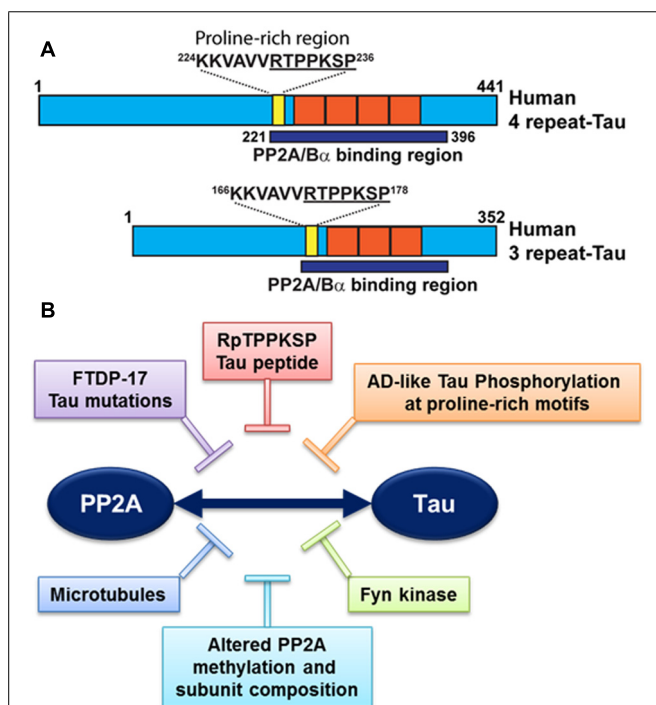 A
Proline-rich region
²²⁴KKVAVVRTPPKSP²³⁶
1
441
Human
4 repeat-Tau
221
396
PP2A/Bα binding region
¹⁶⁶KKVAVVRTPPKSP¹⁷⁸
1
352
Human
3 repeat-Tau
PP2A/Bα binding region
B
RpTPPKSP
Tau peptide
FTDP-17
Tau mutations
AD-like Tau Phosphorylation
at proline-rich motifs
PP2A
Tau
Microtubules
Fyn kinase
Altered PP2A
methylation and
subunit composition